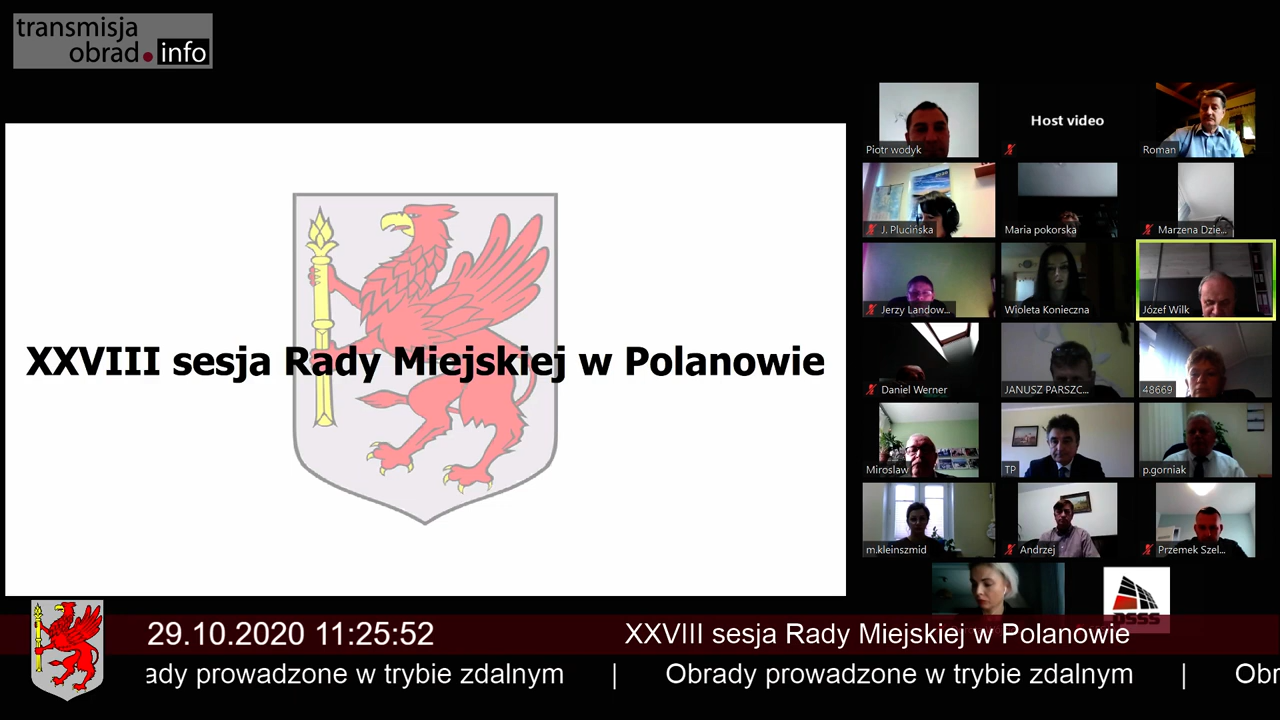 transmisja
obrad.info
XXVIII sesja Rady Miejskiej w Polanowie
Piotr wodyk
Host video
Roman
J. Plucińska
Maria pokorska
Marzena Dzie...
Jerzy Landow...
Wioleta Konieczna
Józef Wilk
Daniel Werner
JANUSZ PARSZC...
48669
Miroslaw
TP
p.gorniak
m.kleinszmid
Andrzej
Przemek Szel...
29.10.2020 11:25:52
XXVIII sesja Rady Miejskiej w Polanowie
ady prowadzone w trybie zdalnym | Obrady prowadzone w trybie zdalnym | Obr